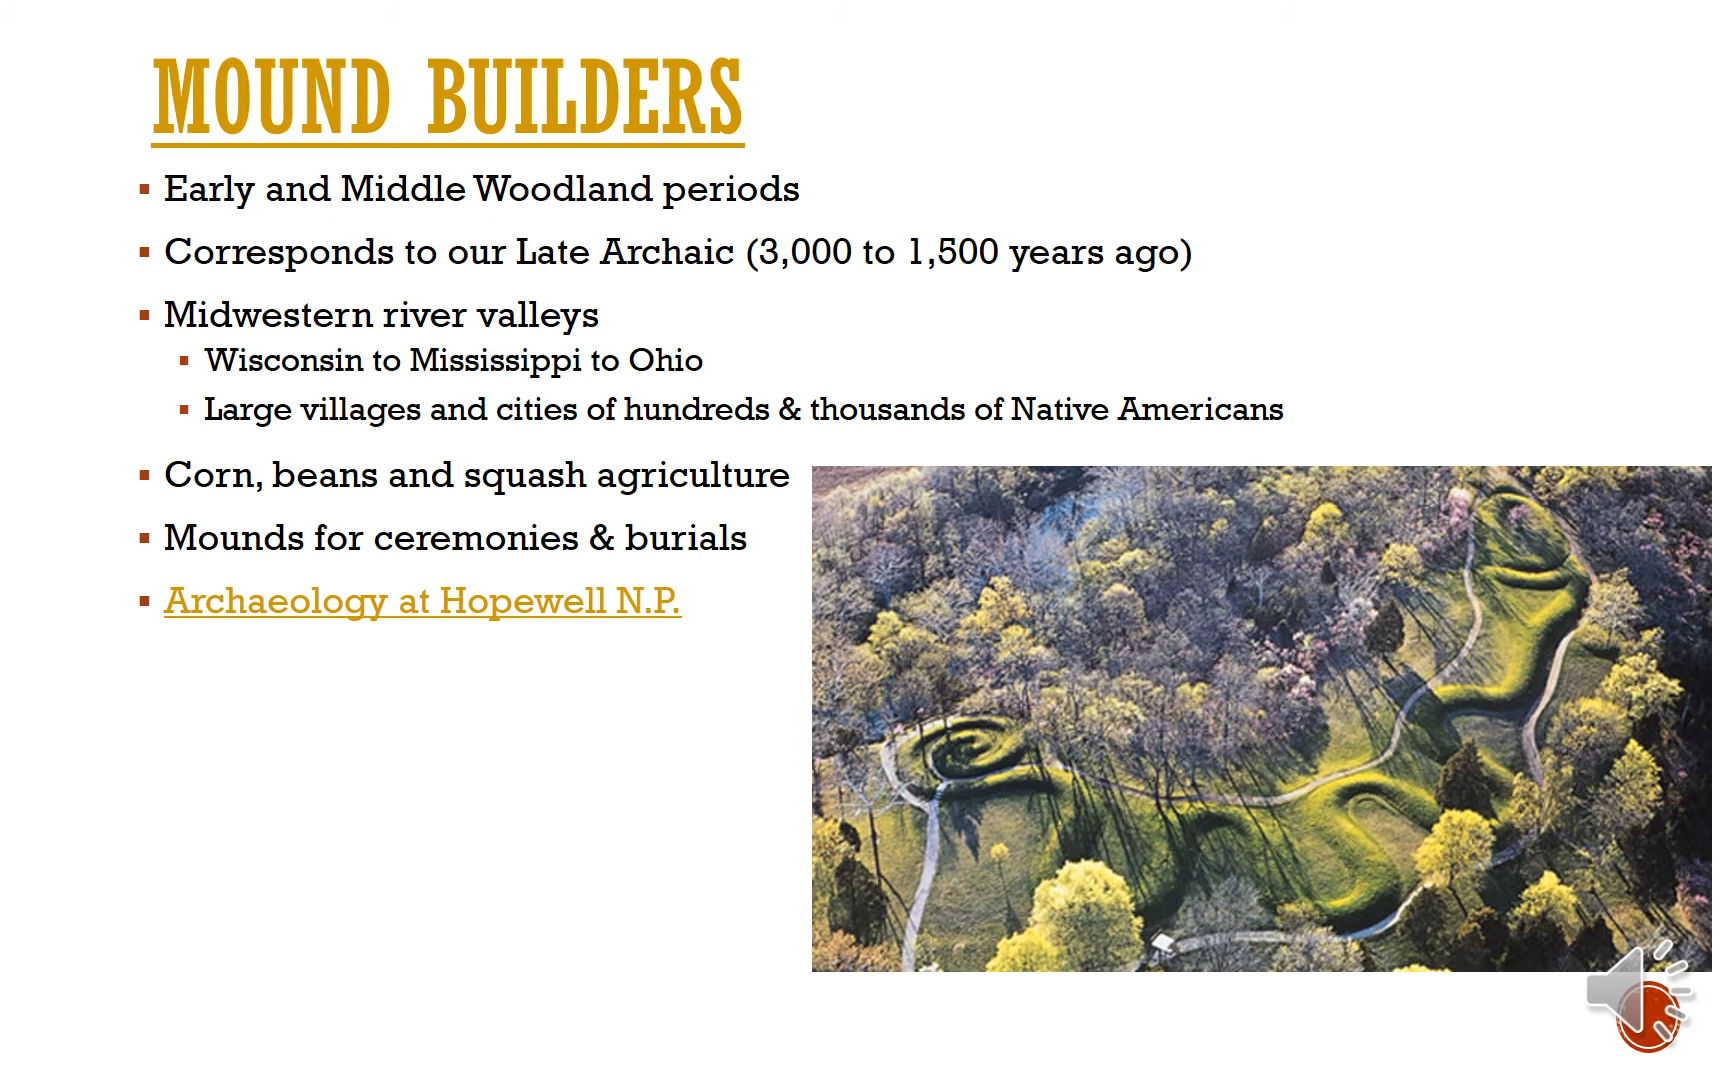 MOUND BUILDERS
Early and Middle Woodland periods
Corresponds to our Late Archaic (3,000 to 1,500 years ago)
Midwestern river valleys
Wisconsin to Mississippi to Ohio
Large villages and cities of hundreds & thousands of Native Americans
Corn, beans and squash agriculture
Mounds for ceremonies & burials
Archaeology at Hopewell N.P.